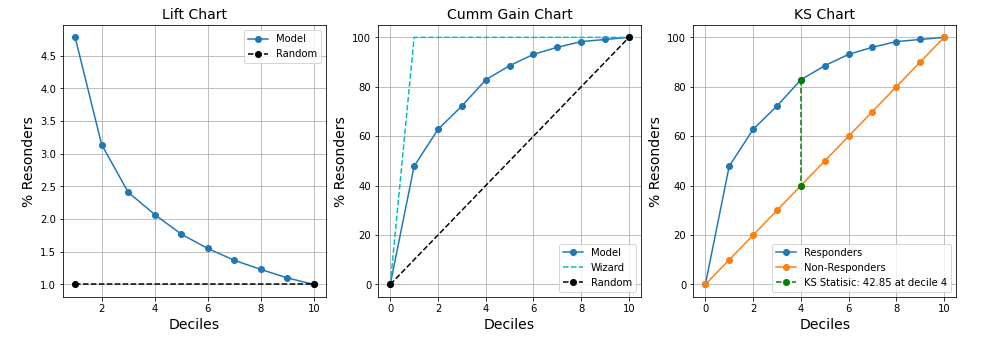 Lift Chart
% Resonders
4.5
4.0
3.5
3.0
2.5
2.0
1.5
1.0
2
4
6
8
10
Deciles
Model
Random
Cumm Gain Chart
% Resonders
100
80
60
40
20
0
0
2
4
6
8
10
Deciles
Model
Wizard
Random
KS Chart
% Resonders
100
80
60
40
20
0
0
2
4
6
8
10
Deciles
Responders
Non-Responders
KS Statisic: 42.85 at decile 4